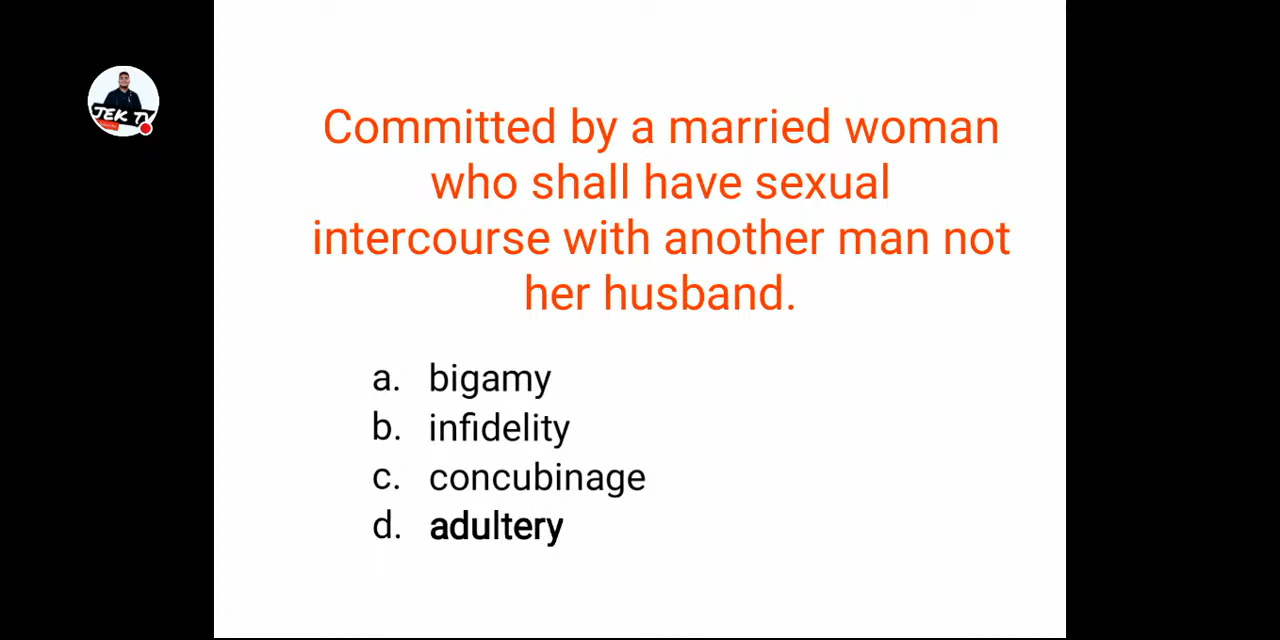 JEK TV
Committed by a married woman
who shall have sexual
intercourse with another man not
her husband.
a. bigamy
b. infidelity
c. concubinage
d. adultery